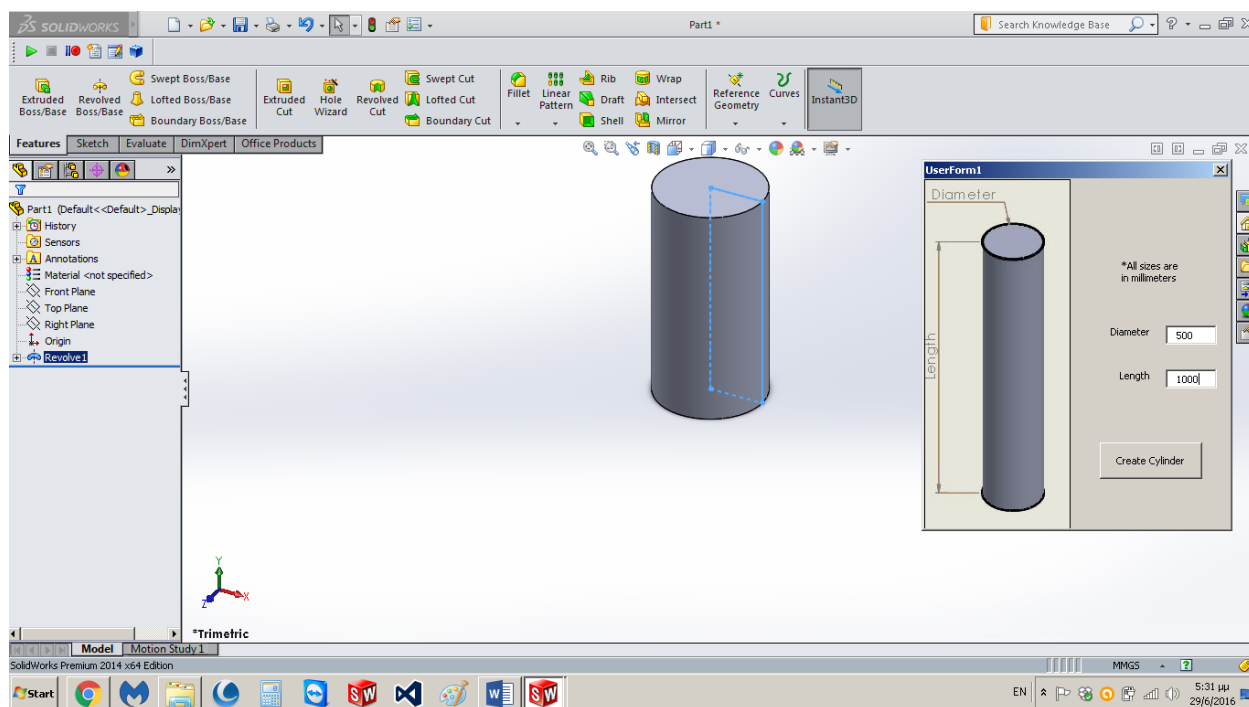 SOLIDWORKS
Part1 *
Search Knowledge Base
Extruded Boss/Base
Revolved Boss/Base
Swept Boss/Base
Lofted Boss/Base
Boundary Boss/Base
Extruded Cut
Hole Wizard
Revolved Cut
Swept Cut
Lofted Cut
Boundary Cut
Fillet
Linear Pattern
Rib
Draft
Shell
Wrap
Intersect
Mirror
Reference Geometry
Curves
Instant3D
Features Sketch Evaluate DimXpert Office Products
Part1 (Default<<Default>_Display
History
Sensors
A Annotations
Material <not specified>
Front Plane
Top Plane
Right Plane
Origin
Revolve1
UserForm1
Diameter
Length
*All sizes are
in millimeters
Diameter 500
Length 1000
Create Cylinder
Y
Z X
*Trimetric
Model Motion Study 1
SolidWorks Premium 2014 x64 Edition
MMGS
Start
SW
W
SW
EN
5:31 μμ
29/6/2016